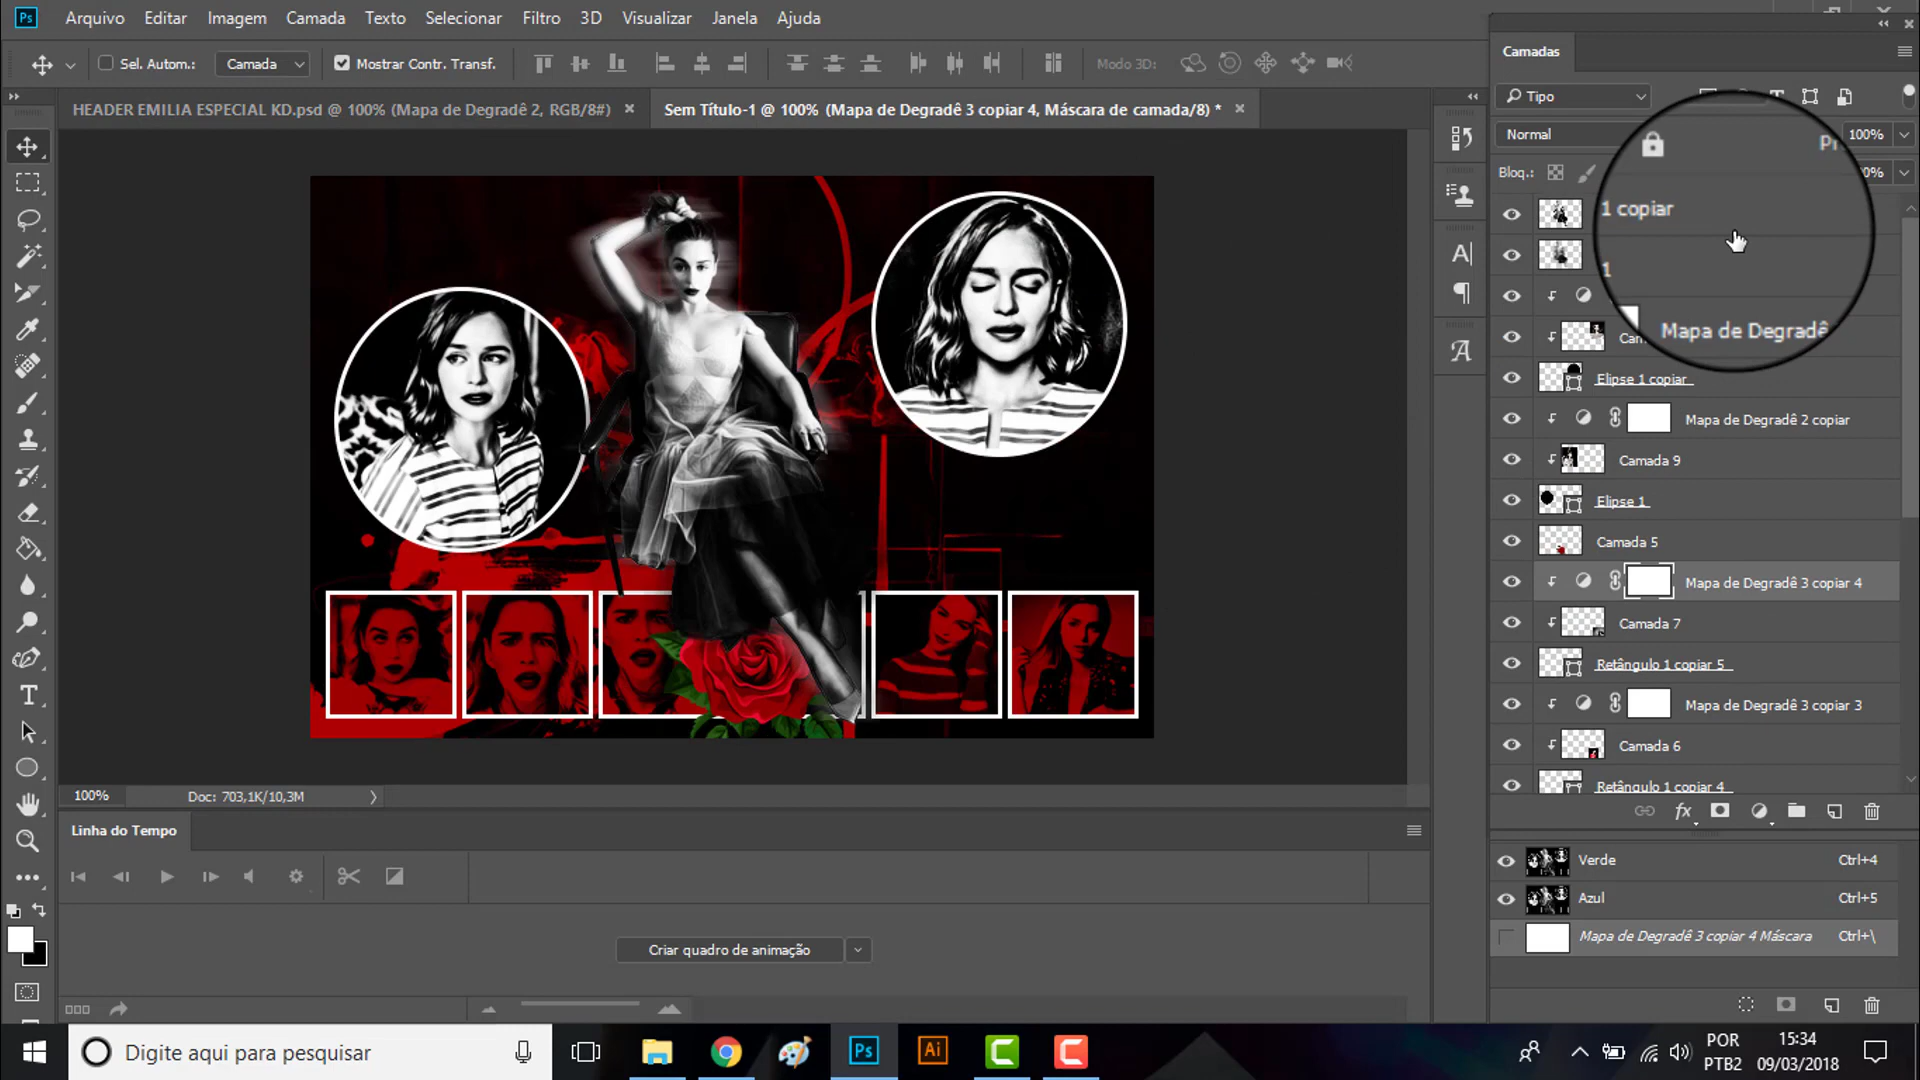 Ps Arquivo Editar Imagem Camada Texto Selecionar Filtro 3D Visualizar Janela Ajuda
Sel. Autom.: Camada Mostrar Contr. Transf. Modo 3D:
HEADER EMILIA ESPECIAL KD.psd @ 100% (Mapa de Degradê 2, RGB/8#)
Sem Título-1 @ 100% (Mapa de Degradê 3 copiar 4, Máscara de camada/8) *
Camadas
Tipo
Normal
100%
Bloq.:
1 copiar
1
Mapa de Degradê
Elipse 1 copiar
Mapa de Degradê 2 copiar
Camada 9
Elipse 1
Camada 5
Mapa de Degradê 3 copiar 4
Camada 7
Retângulo 1 copiar 5
Mapa de Degradê 3 copiar 3
Camada 6
Retângulo 1 copiar 4
fx
Verde Ctrl+4
Azul Ctrl+5
Mapa de Degradê 3 copiar 4 Máscara Ctrl+\
100% Doc: 703,1K/10,3M
Linha do Tempo
Criar quadro de animação
Digite aqui para pesquisar
Ps
Ai
POR
PTB2
15:34
09/03/2018